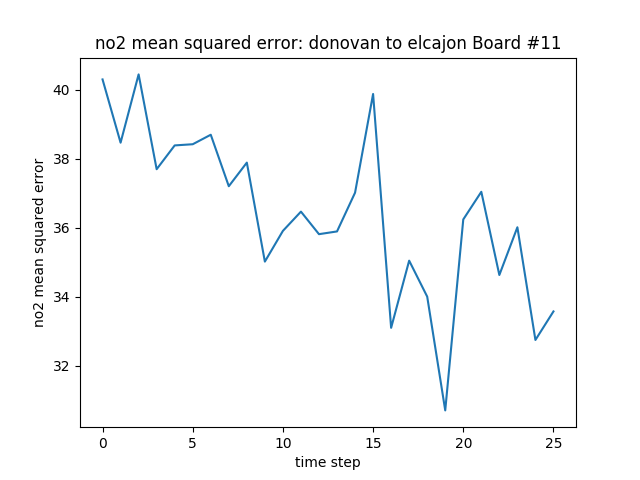 no2 mean squared error: donovan to elcajon Board #11
no2 mean squared error
40
38
36
34
32
0 5 10 15 20 25
time step